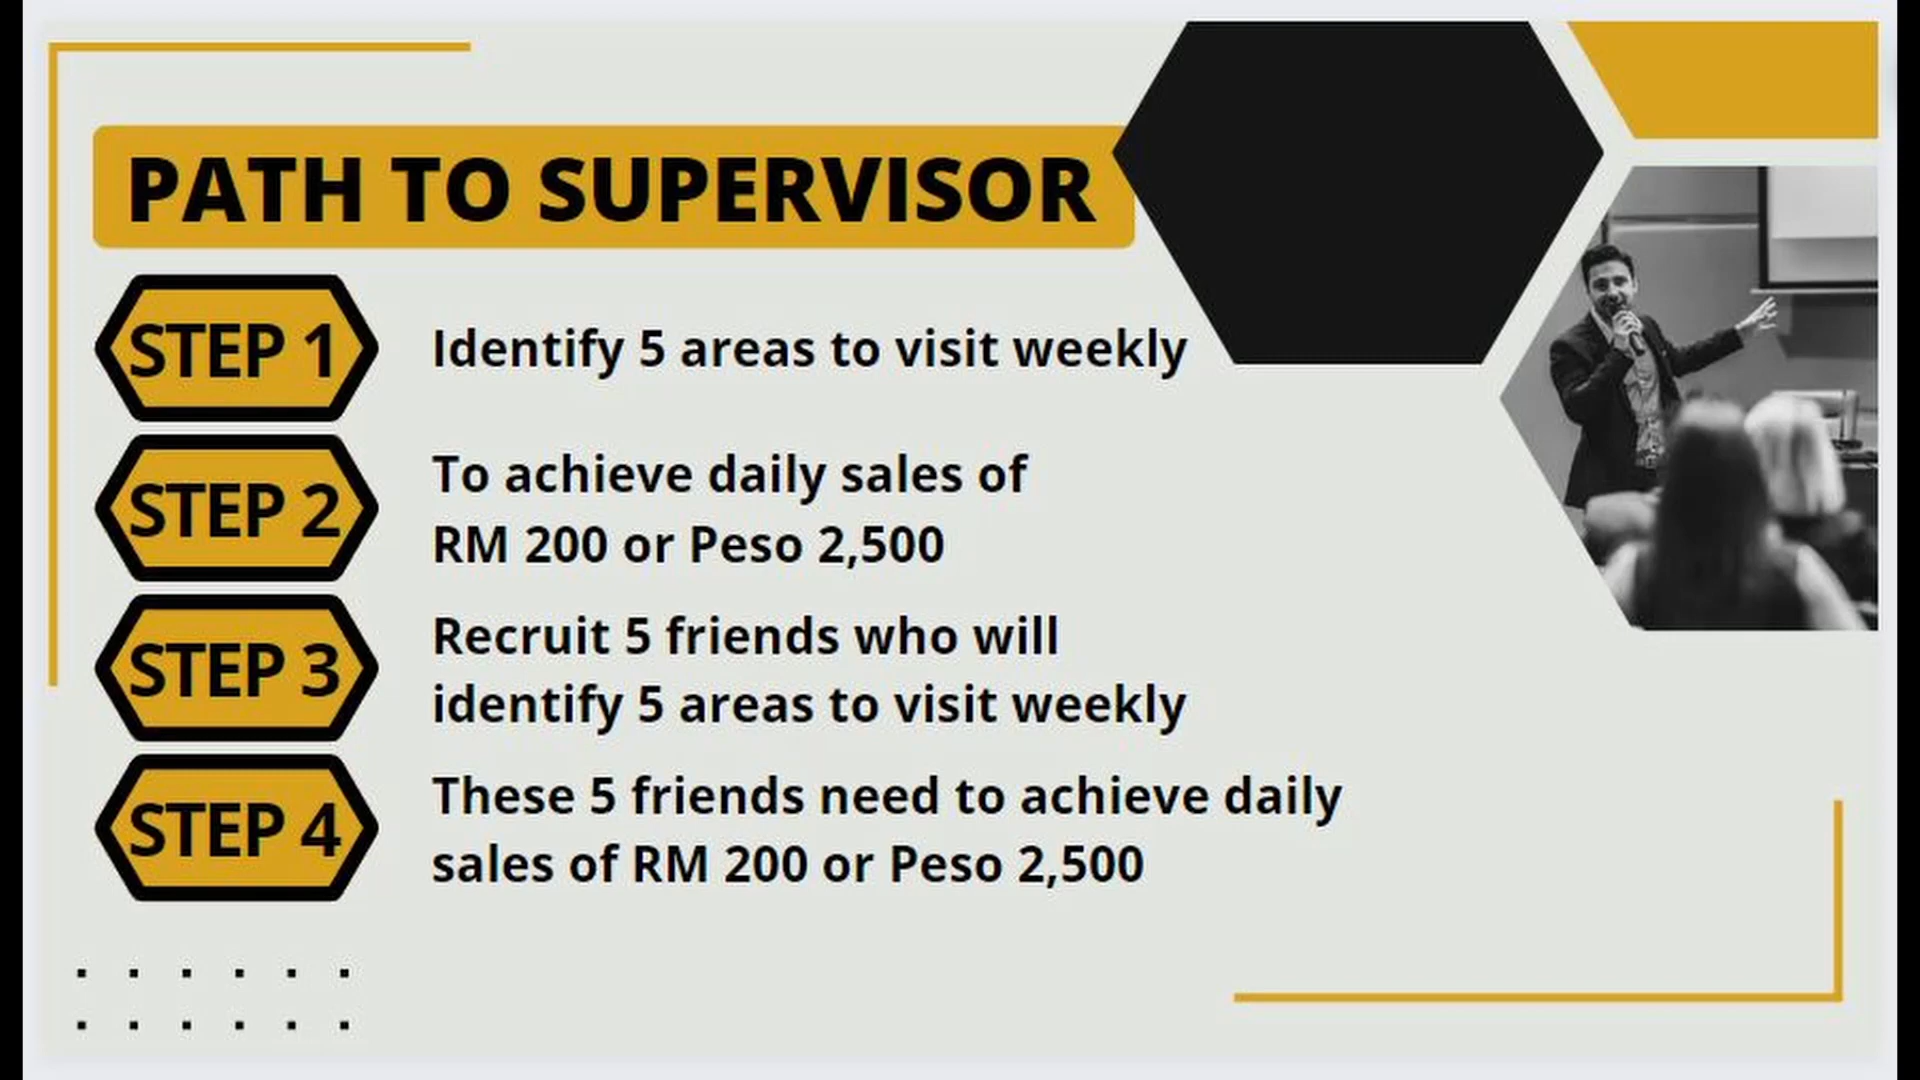 PATH TO SUPERVISOR
STEP 1
Identify 5 areas to visit weekly
STEP 2
To achieve daily sales of
RM 200 or Peso 2,500
STEP 3
Recruit 5 friends who will
identify 5 areas to visit weekly
STEP 4
These 5 friends need to achieve daily
sales of RM 200 or Peso 2,500